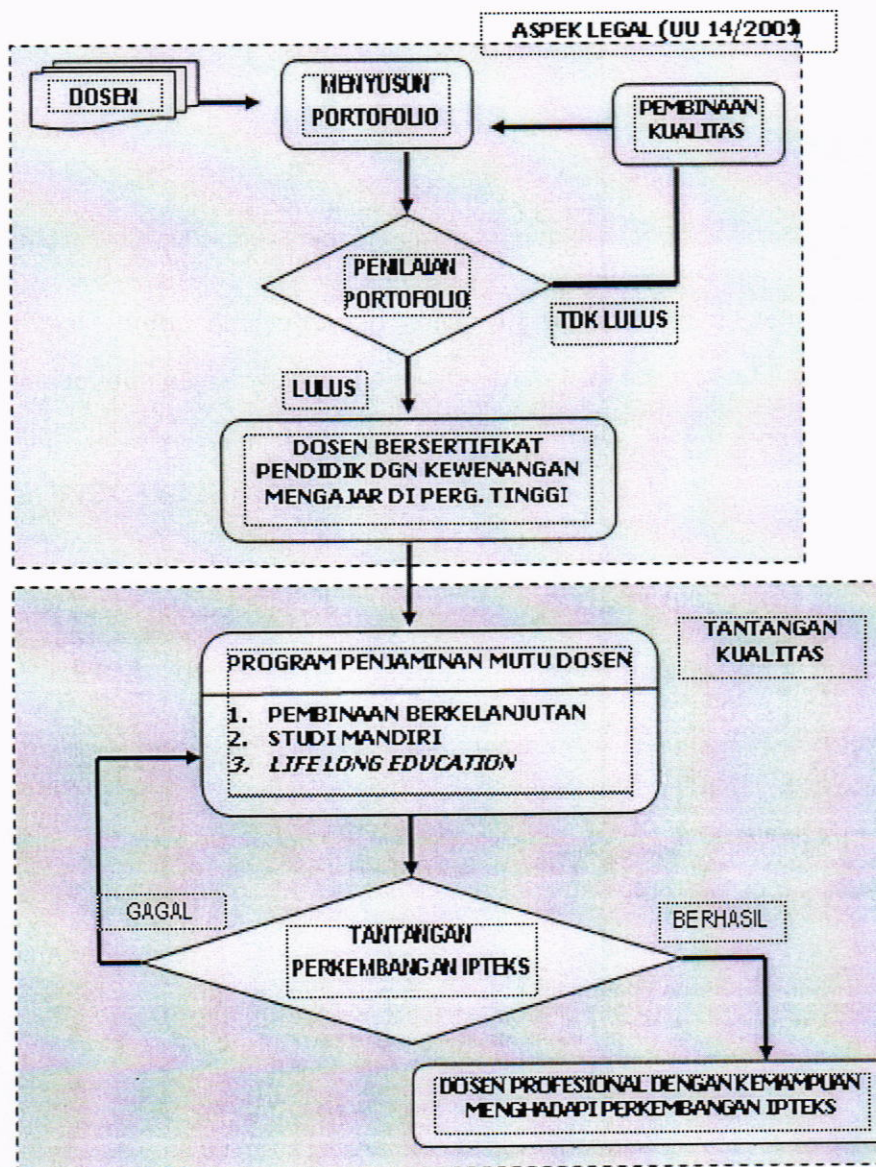 ASPEK LEGAL (UU 14/2005)
DOSEN
MENYUSUN
PORTOFOLIO
PEMBINAAN
KUALITAS
PENILAIAN
PORTOFOLIO
TDK LULUS
LULUS
DOSEN BERSERTIFIKAT
PENDIDIK DGN KEWENANGAN
MENGAJAR DI PERG. TINGGI
TANTANGAN
KUALITAS
PROGRAM PENJAMINAN MUTU DOSEN
1. PEMBINAAN BERKELANJUTAN
2. STUDI MANDIRI
3. LIFE LONG EDUCATION
GAGAL
BERHASIL
TANTANGAN
PERKEMBANGAN IPTEKS
DOSEN PROFESIONAL DENGAN KEMAMPUAN
MENGHADAPI PERKEMBANGAN IPTEKS